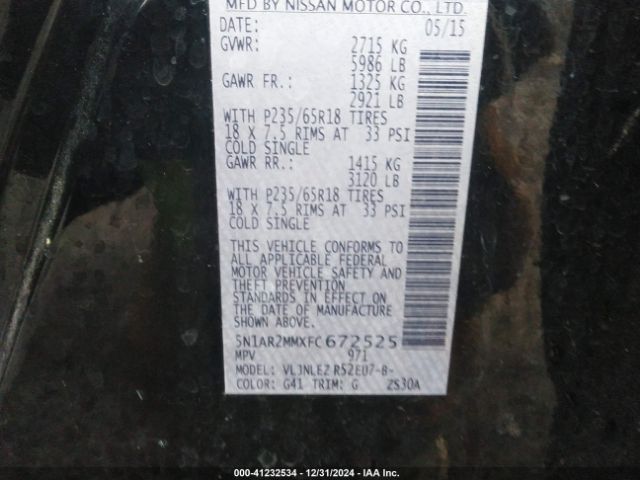 MFD BY NISSAN MOTOR CO., LTD.
DATE: 05/15
GVWR: 2715 KG
5986 LB
GAWR FR.: 1325 KG
2921 LB
WITH P235/65R18 TIRES
18 X 7.5 RIMS AT 33 PSI
COLD SINGLE
GAWR RR.: 1415 KG
3120 LB
WITH P235/65R18 TIRES
18 X 7.5 RIMS AT 33 PSI
COLD SINGLE
THIS VEHICLE CONFORMS TO
ALL APPLICABLE FEDERAL
MOTOR VEHICLE SAFETY AND
THEFT PREVENTION
STANDARDS IN EFFECT ON
THE DATE OF MANUFACTURE
SHOWN ABOVE.
5N1AR2MMXFC672525
MPV 971
MODEL: VLJNLEZ R52EU7-B-
COLOR: G41 TRIM: G ZS30A
000-41232534 - 12/31/2024 - IAA Inc.